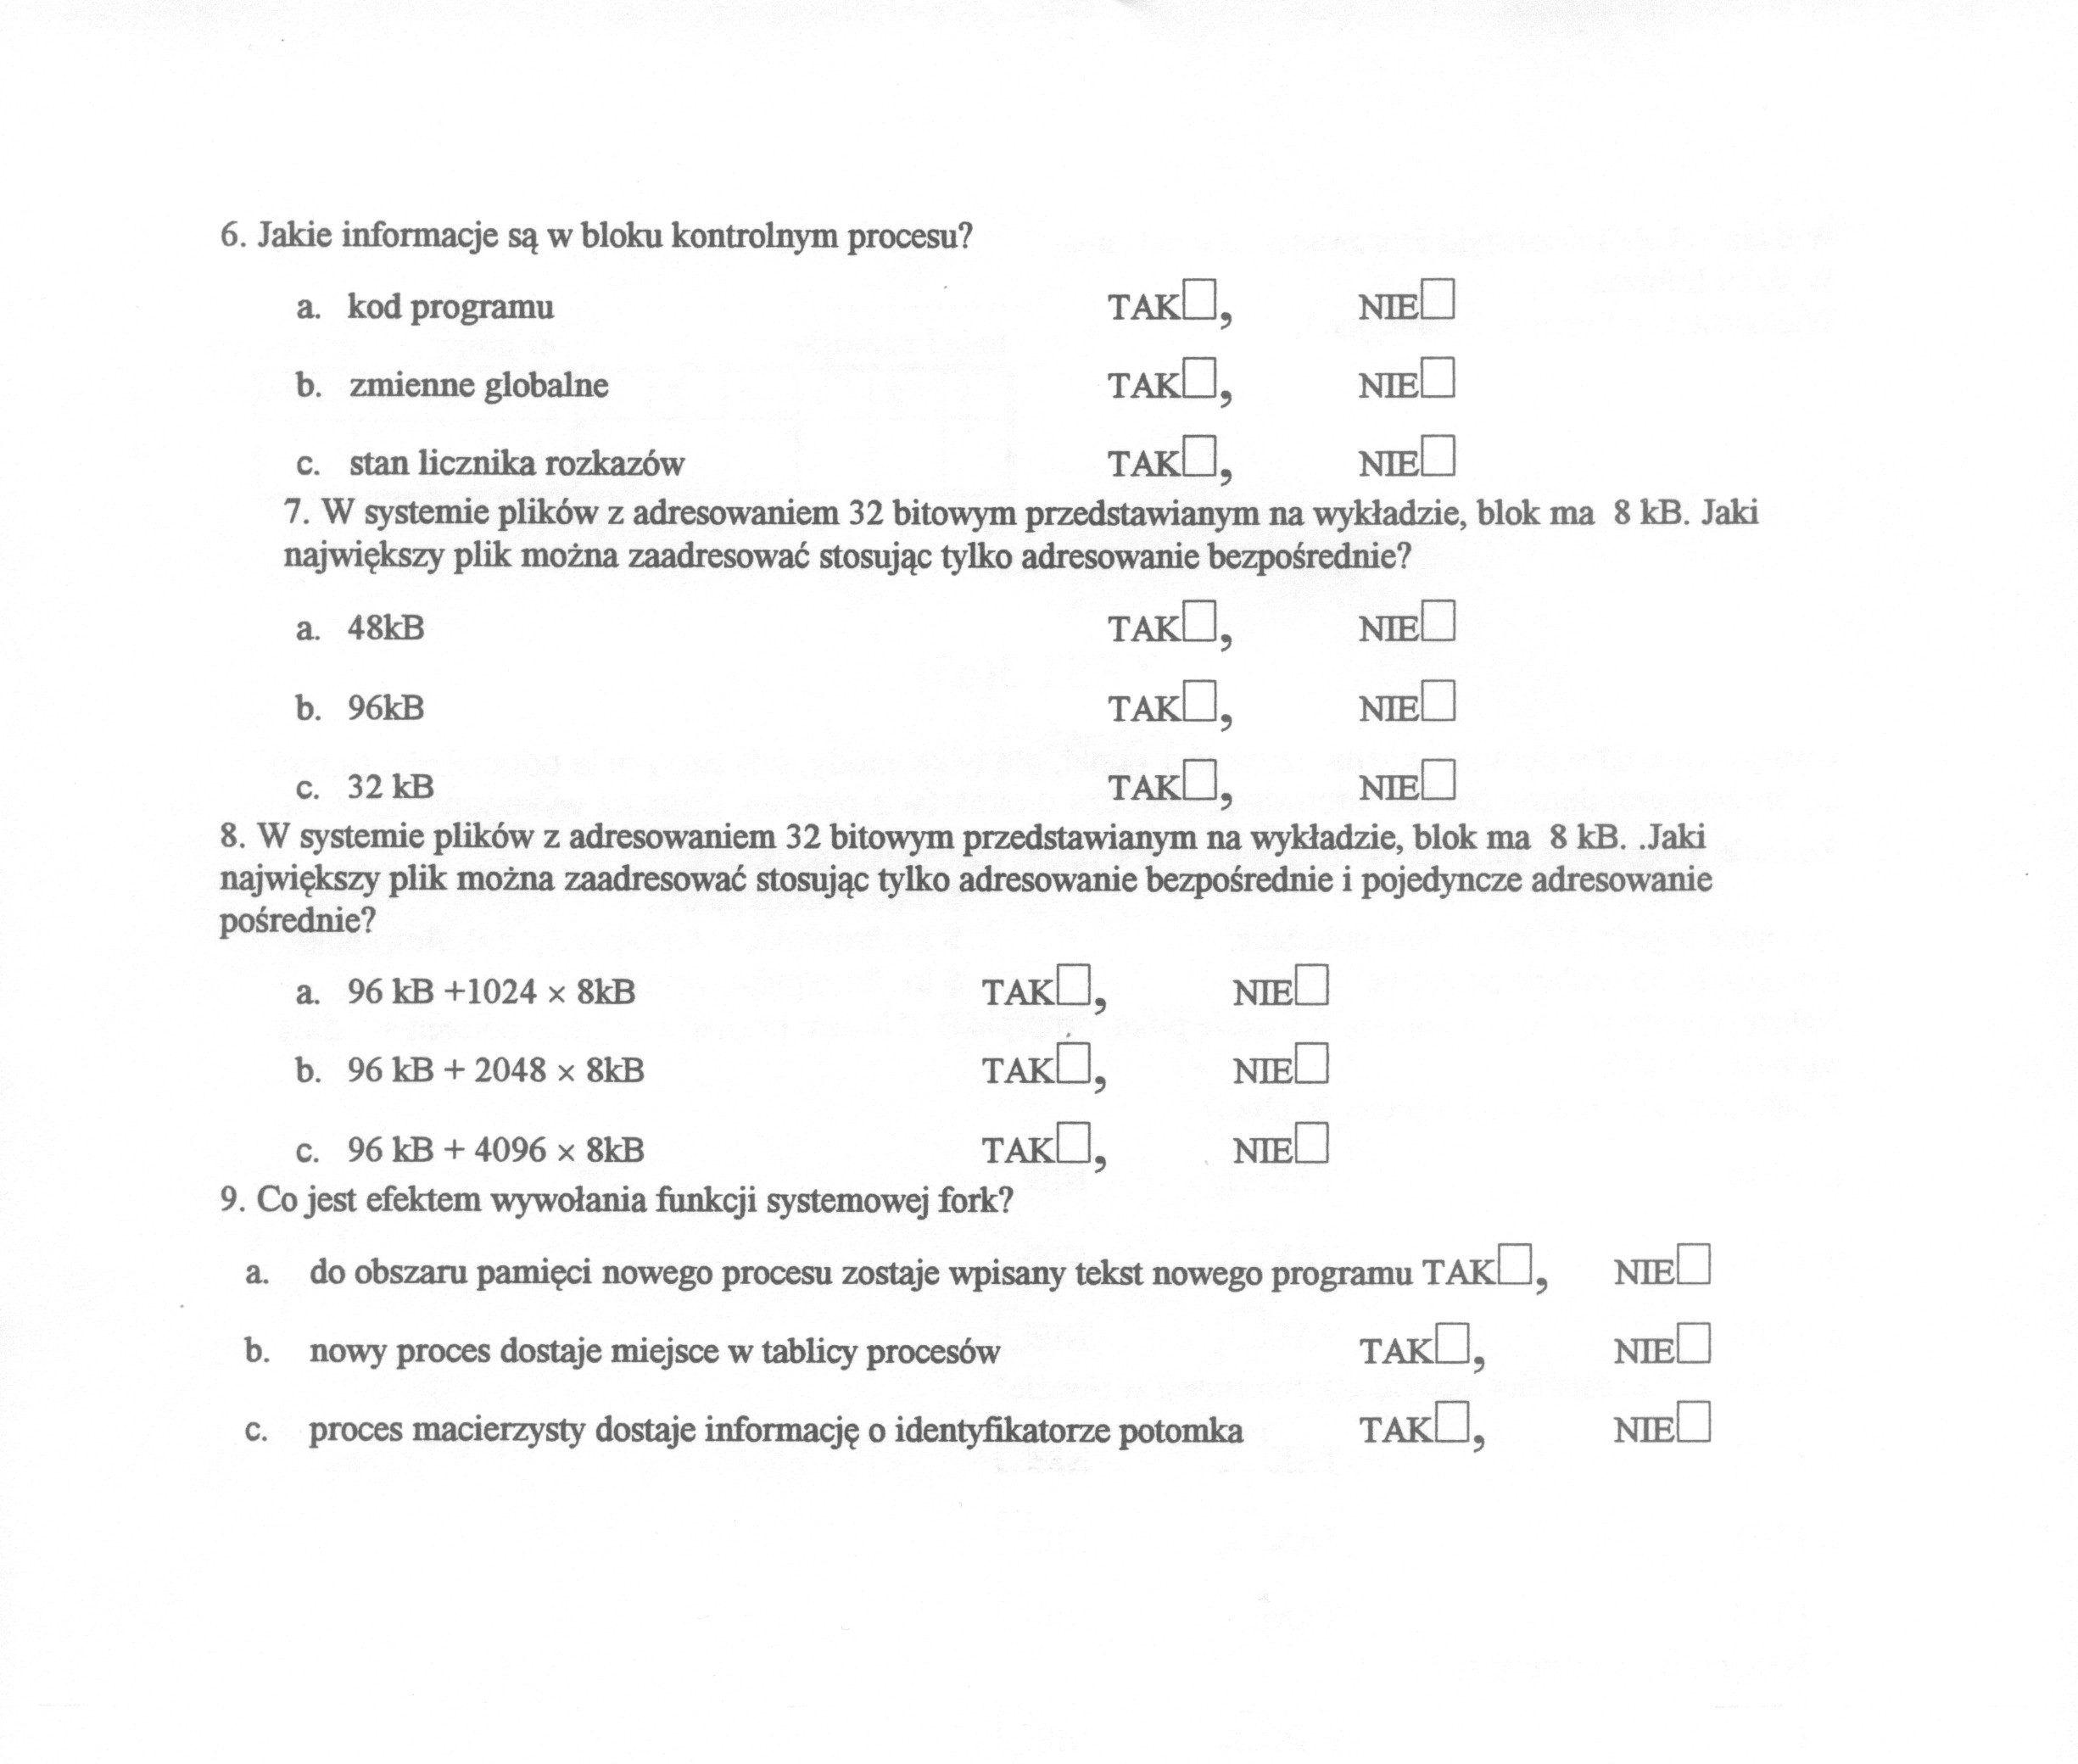 6. Jakie informacje są w bloku kontrolnym procesu?
a. kod programu TAK□, NIE□
b. zmienne globalne TAK□, NIE□
c. stan licznika rozkazów TAK□, NIE□
7. W systemie plików z adresowaniem 32 bitowym przedstawianym na wykładzie, blok ma 8 kB. Jaki
największy plik można zaadresować stosując tylko adresowanie bezpośrednie?
a. 48kB TAK□, NIE□
b. 96kB TAK□, NIE□
c. 32 kB TAK□, NIE□
8. W systemie plików z adresowaniem 32 bitowym przedstawianym na wykładzie, blok ma 8 kB. .Jaki
największy plik można zaadresować stosując tylko adresowanie bezpośrednie i pojedyncze adresowanie
pośrednie?
a. 96 kB +1024 × 8kB TAK□, NIE□
b. 96 kB + 2048 × 8kB TAK□, NIE□
c. 96 kB + 4096 × 8kB TAK□, NIE□
9. Co jest efektem wywołania funkcji systemowej fork?
a. do obszaru pamięci nowego procesu zostaje wpisany tekst nowego programu TAK□, NIE□
b. nowy proces dostaje miejsce w tablicy procesów TAK□, NIE□
c. proces macierzysty dostaje informację o identyfikatorze potomka TAK□, NIE□